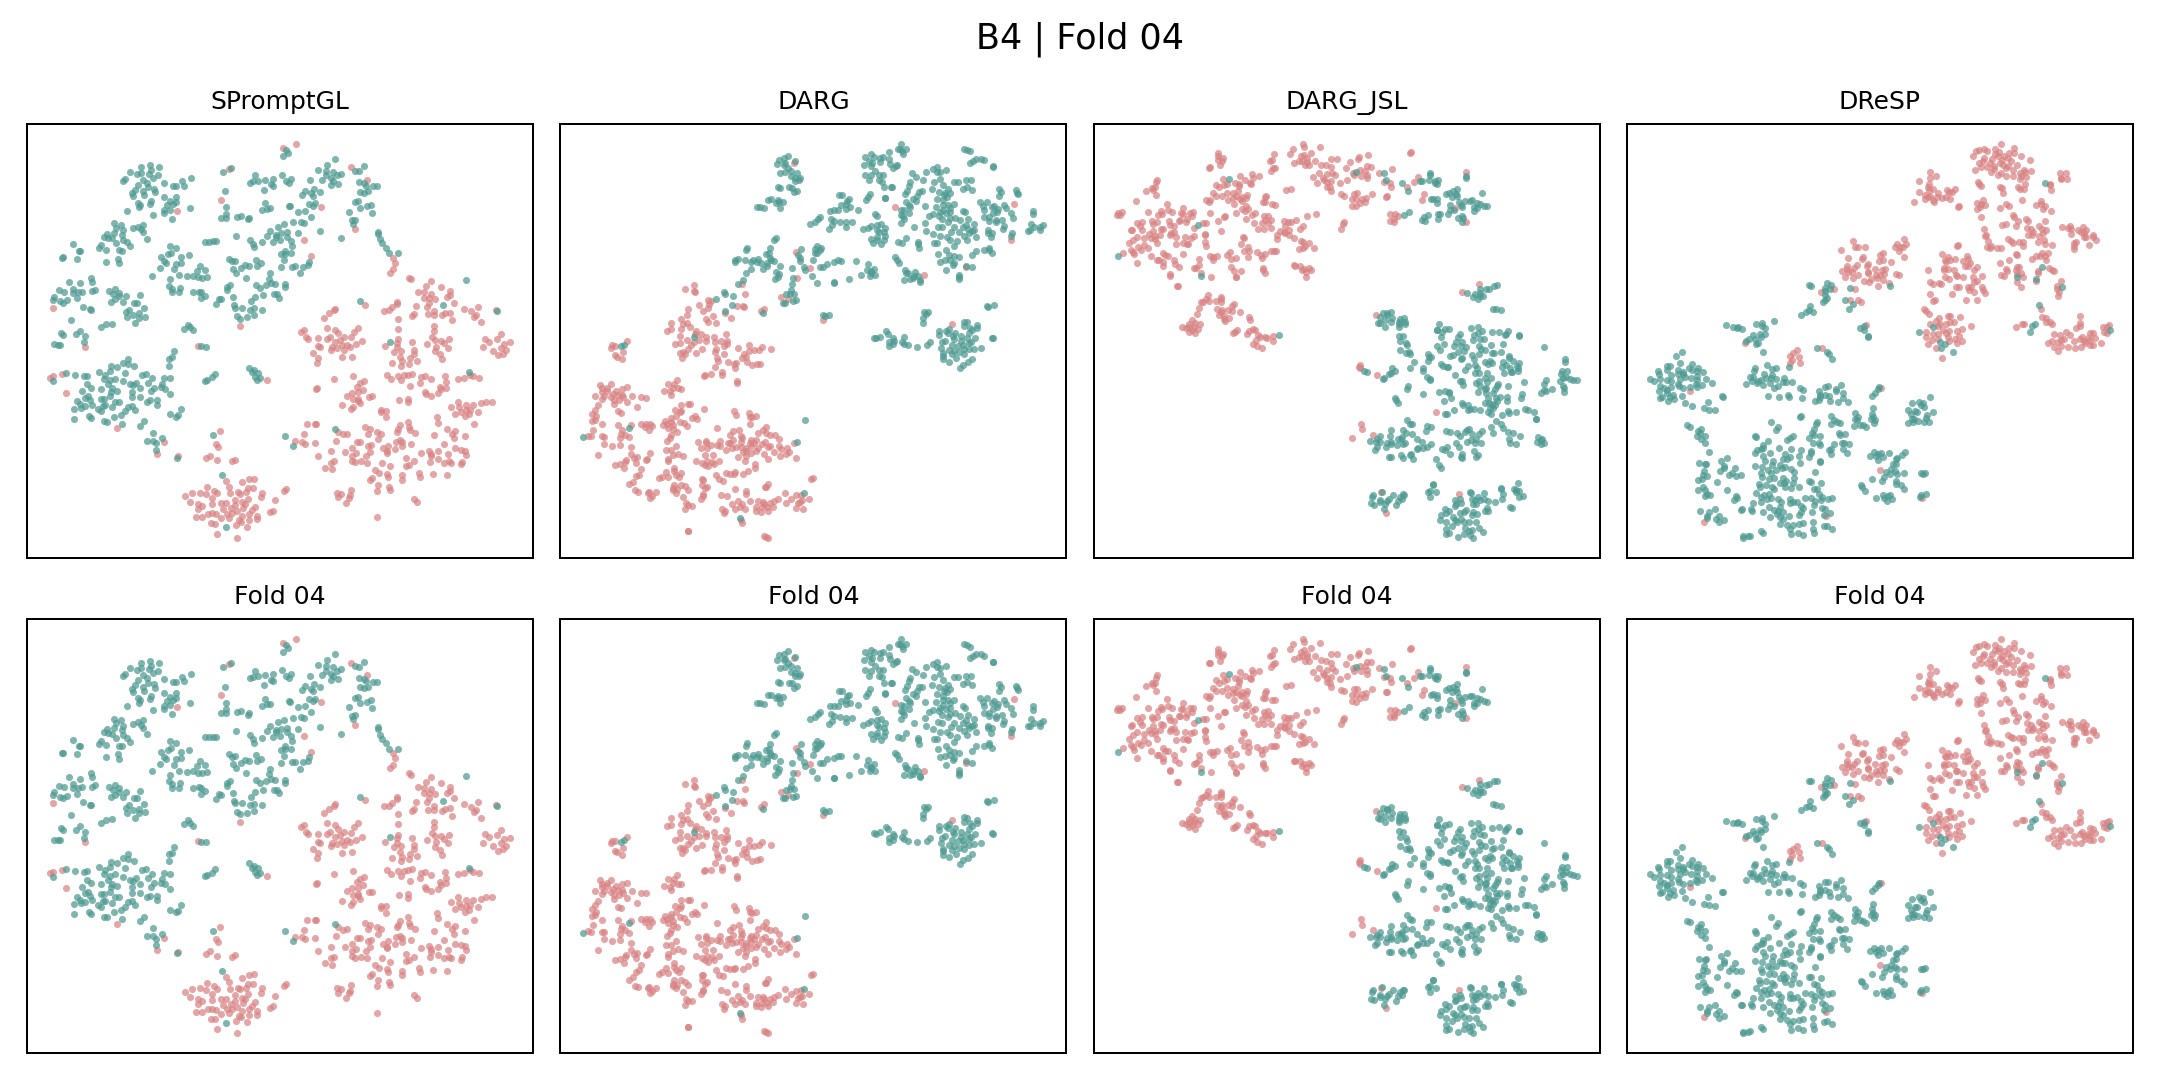 B4 | Fold 04
SPromptGL
DARG
DARG_JSL
DReSP
Fold 04
Fold 04
Fold 04
Fold 04